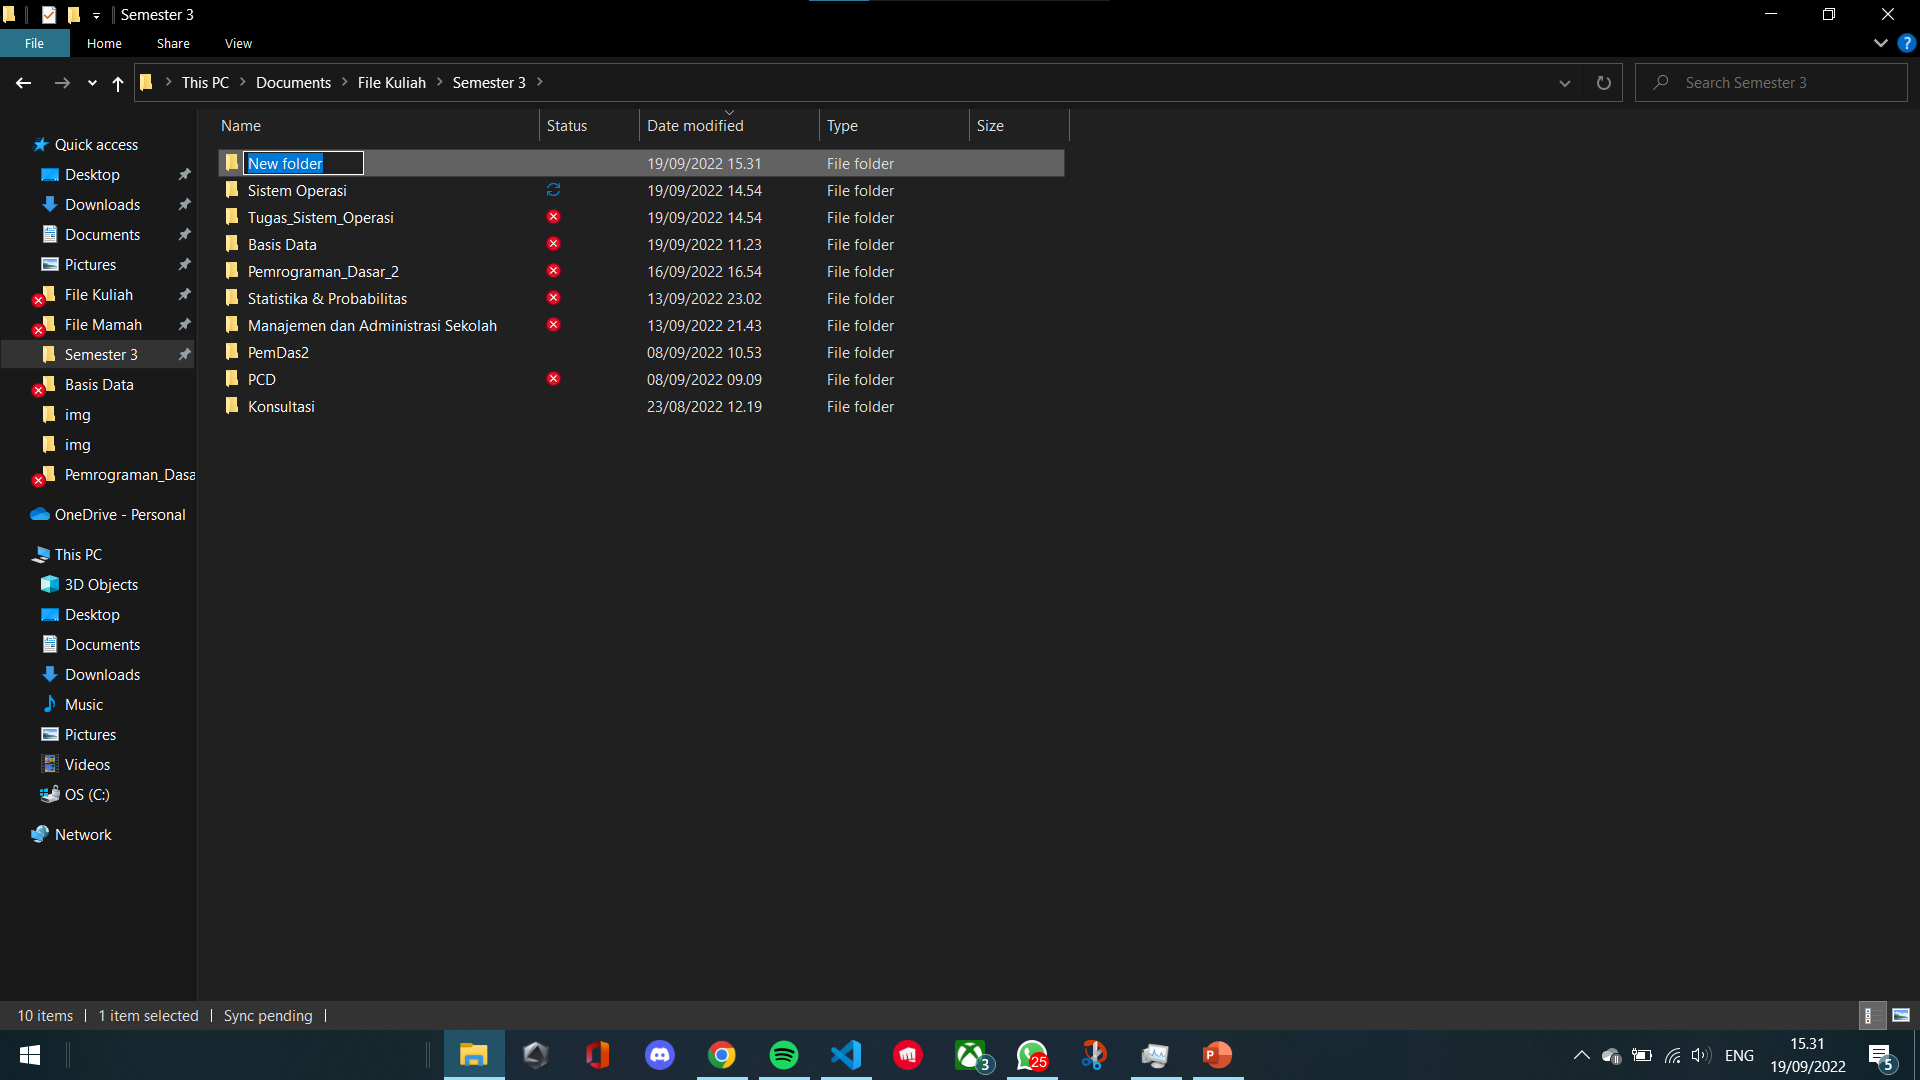 Semester 3
File Home Share View
This PC Documents File Kuliah Semester 3
Search Semester 3
Name Status Date modified Type Size
New folder 19/09/2022 15.31 File folder
Sistem Operasi 19/09/2022 14.54 File folder
Tugas_Sistem_Operasi 19/09/2022 14.54 File folder
Basis Data 19/09/2022 11.23 File folder
Pemrograman_Dasar_2 16/09/2022 16.54 File folder
Statistika & Probabilitas 13/09/2022 23.02 File folder
Manajemen dan Administrasi Sekolah 13/09/2022 21.43 File folder
PemDas2 08/09/2022 10.53 File folder
PCD 08/09/2022 09.09 File folder
Konsultasi 23/08/2022 12.19 File folder
Quick access
Desktop
Downloads
Documents
Pictures
File Kuliah
File Mamah
Semester 3
Basis Data
img
img
Pemrograman_Dasa
OneDrive - Personal
This PC
3D Objects
Desktop
Documents
Downloads
Music
Pictures
Videos
OS (C:)
Network
10 items 1 item selected Sync pending
3
25
P
ENG
15.31
19/09/2022
5